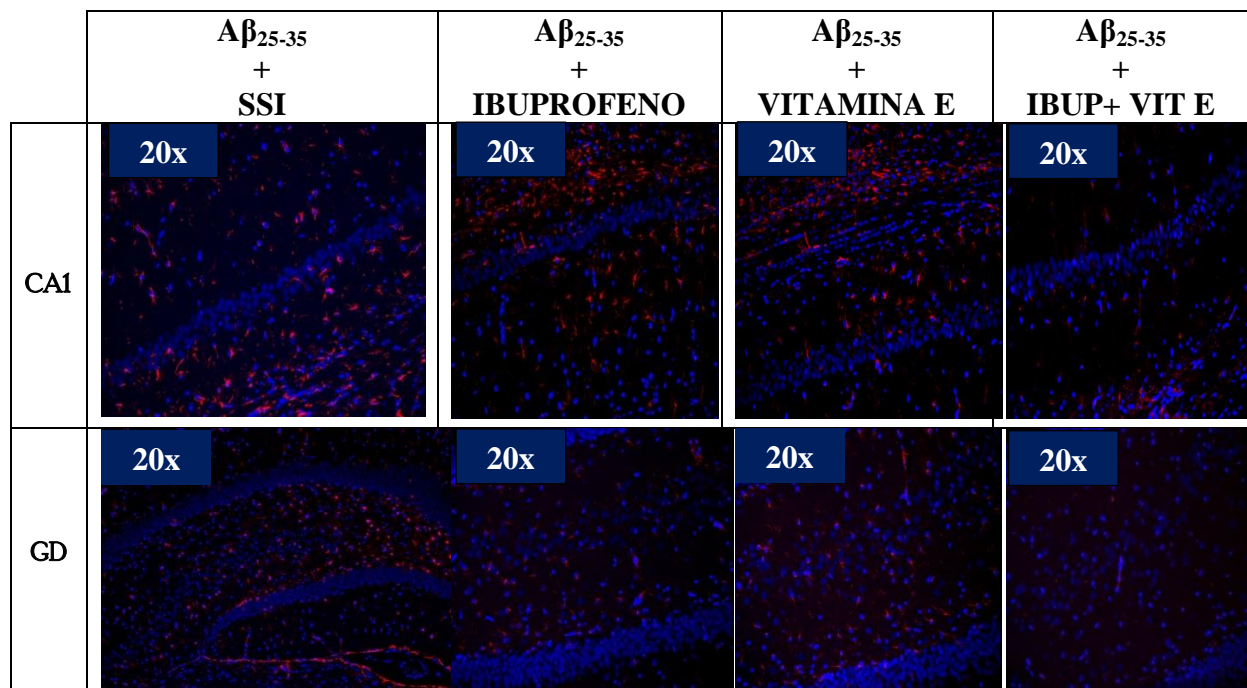 Aβ25-35
+
SSI
Aβ25-35
+
IBUPROFENO
Aβ25-35
+
VITAMINA E
Aβ25-35
+
IBUP+ VIT E
CA1
20x
20x
20x
20x
GD
20x
20x
20x
20x